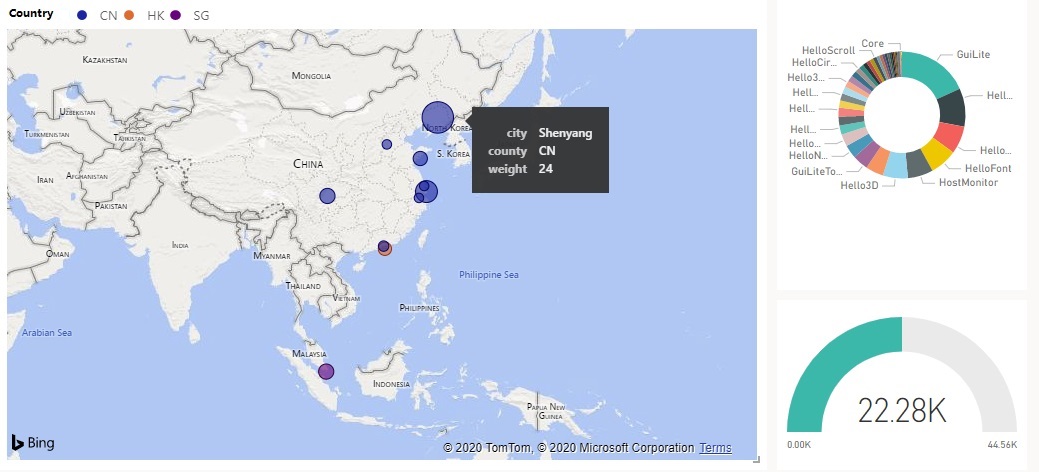 Country CN HK SG
KAZAKHSTAN
MONGOLIA
UZBEKISTAN
TURKMENISTAN
TAJIKISTAN
NORTH KOREA
S. KOREA
CHINA
IRAN
AFGHANISTAN
PAKISTAN
OMAN
INDIA
MYANMAR
THAILAND
VIETNAM
Philippine Sea
PHILIPPINES
Arabian Sea
MALAYSIA
INDONESIA
PAPUA NEW
GUINEA
city Shenyang
county CN
weight 24
Bing
© 2020 TomTom, © 2020 Microsoft Corporation Terms
Core
HelloScroll
GuiLite
HelloCir...
Hello3...
Hell...
Hell...
Hell...
Hell...
Hello...
Hello...
HelloN...
HelloFont
GuiLiteTo...
HostMonitor
Hello3D
22.28K
0.00K
44.56K